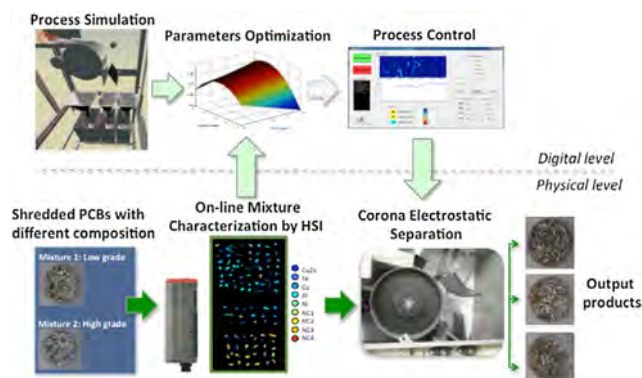 Process Simulation
Parameters Optimization
Process Control
Digital level
Physical level
Shredded PCBs with
different composition
On-line Mixture
Characterization by HSI
Corona Electrostatic
Separation
Mixture 1: Low grade
Mixture 2: High grade
CuZn
Fe
Cu
Al
Ni
NC1
NC2
NC3
NC4
Output
products